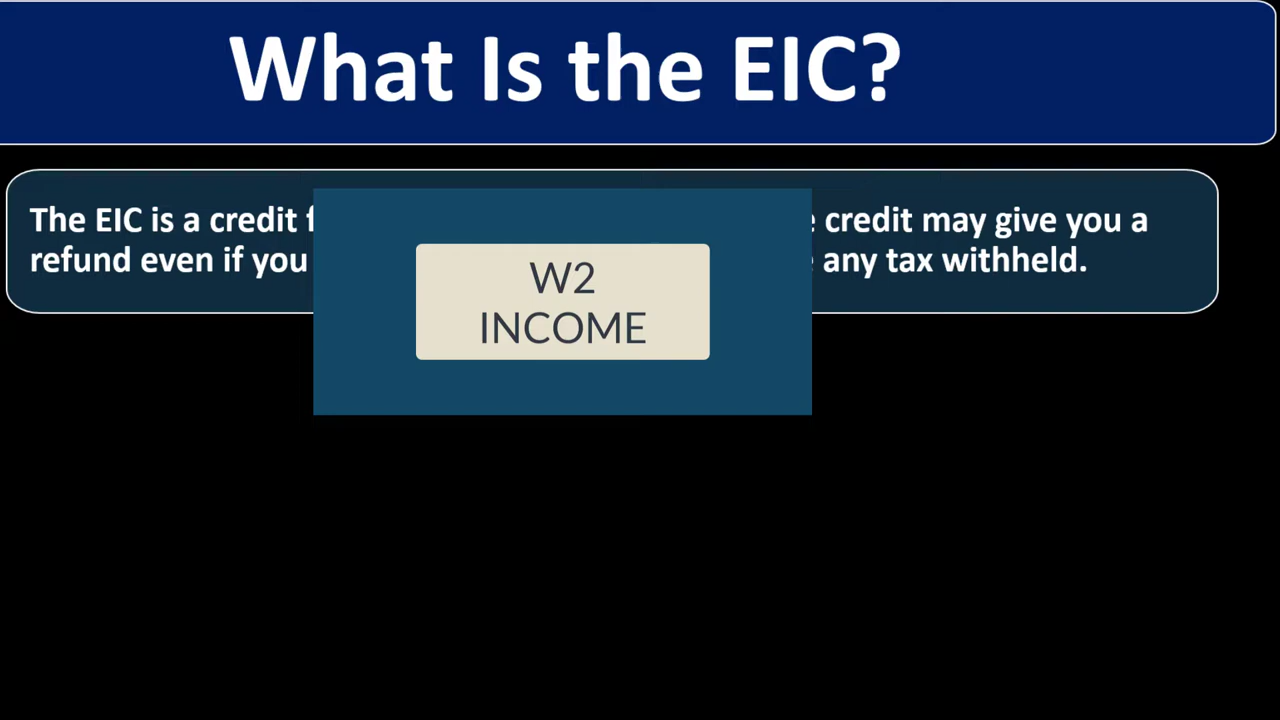 What Is the EIC?
The EIC is a credit credit may give you a
refund even if you any tax withheld.
W2
INCOME